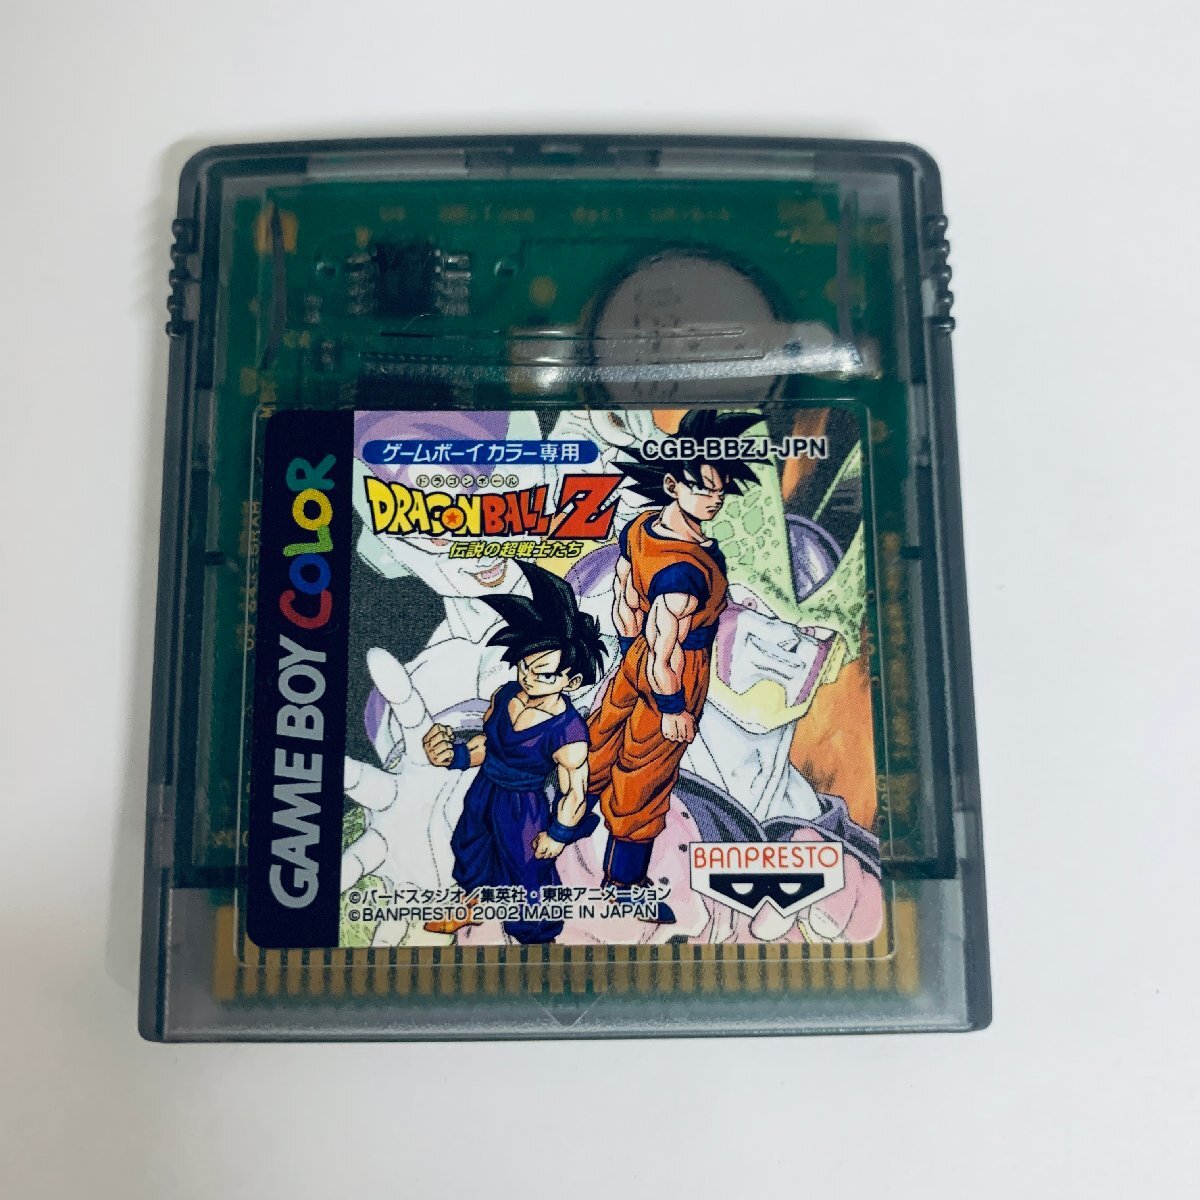 ゲームボーイカラー専用
CGB-BBZJ-JPN
ドラゴンボール
DRAGON BALL Z
伝説の超戦士たち
GAME BOY COLOR
BANPRESTO
©バードスタジオ／集英社・東映アニメーション
©BANPRESTO 2002 MADE IN JAPAN